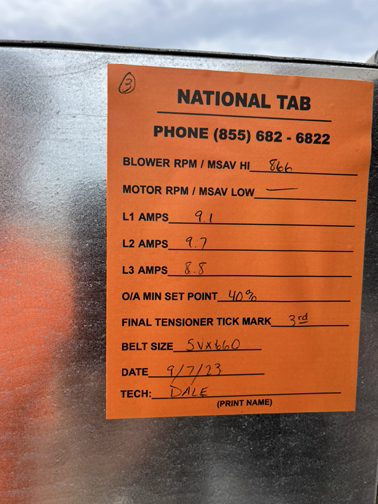 3
NATIONAL TAB
PHONE (855) 682 - 6822
BLOWER RPM / MSAV HI 866
MOTOR RPM / MSAV LOW —
L1 AMPS 9.1
L2 AMPS 9.7
L3 AMPS 8.8
O/A MIN SET POINT 40%
FINAL TENSIONER TICK MARK 3rd
BELT SIZE 5VX660
DATE 9/7/23
TECH: DALE
(PRINT NAME)